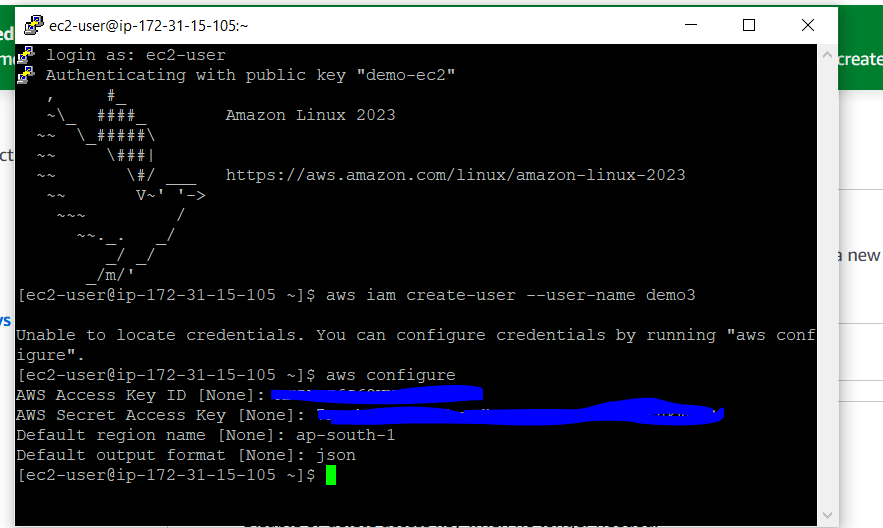 ec2-user@ip-172-31-15-105:~
login as: ec2-user
Authenticating with public key "demo-ec2"
   ,     #_
   ~\_  ####_        Amazon Linux 2023
  ~~  \_#####\
  ~~     \###|
  ~~       \#/ ___   https://aws.amazon.com/linux/amazon-linux-2023
   ~~       V~' '->
    ~~~         /
      ~~._.   _/
         _/ _/
       _/m/'
[ec2-user@ip-172-31-15-105 ~]$ aws iam create-user --user-name demo3
Unable to locate credentials. You can configure credentials by running "aws conf
igure".
[ec2-user@ip-172-31-15-105 ~]$ aws configure
AWS Access Key ID [None]:
AWS Secret Access Key [None]:
Default region name [None]: ap-south-1
Default output format [None]: json
[ec2-user@ip-172-31-15-105 ~]$
create
a new